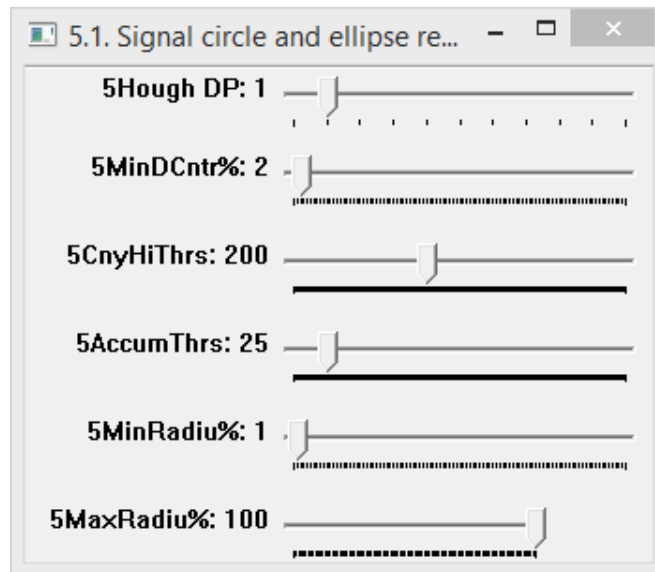 5.1. Signal circle and ellipse re...
5Hough DP: 1
5MinDCntr%: 2
5CnyHiThrs: 200
5AccumThrs: 25
5MinRadiu%: 1
5MaxRadiu%: 100